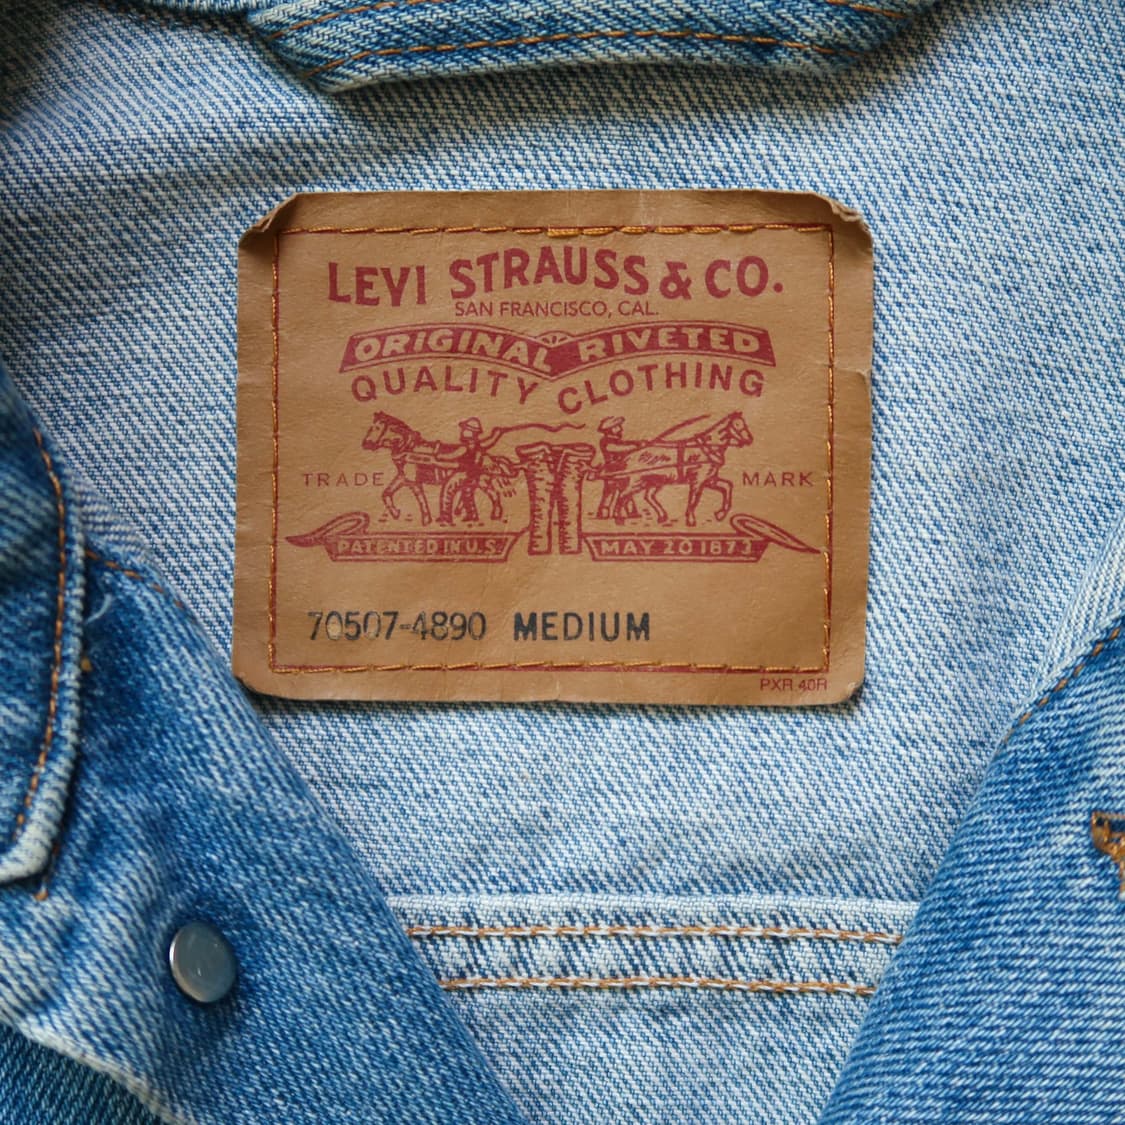 LEVI STRAUSS & CO.
SAN FRANCISCO, CAL.
ORIGINAL RIVETED
QUALITY CLOTHING
TRADE MARK
PATENTED IN U.S. MAY 20 1873
70507-4890 MEDIUM
PXR 40R